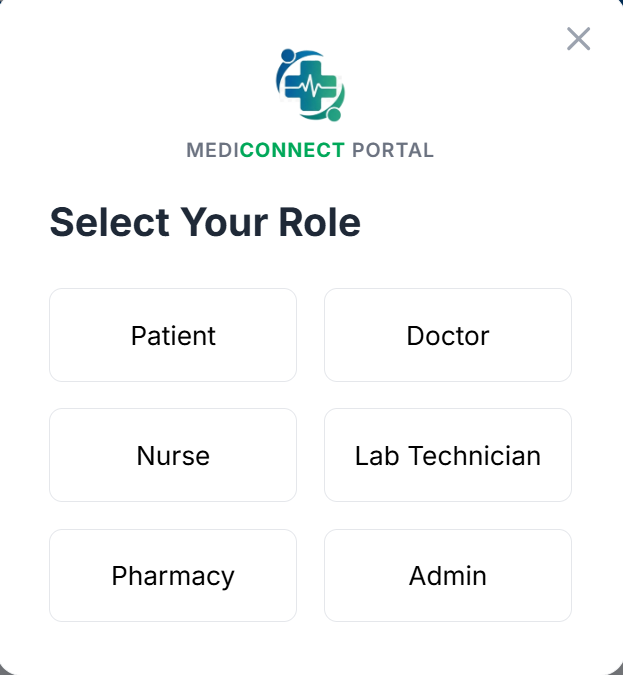 MEDICONNECT PORTAL
Select Your Role
Patient
Doctor
Nurse
Lab Technician
Pharmacy
Admin